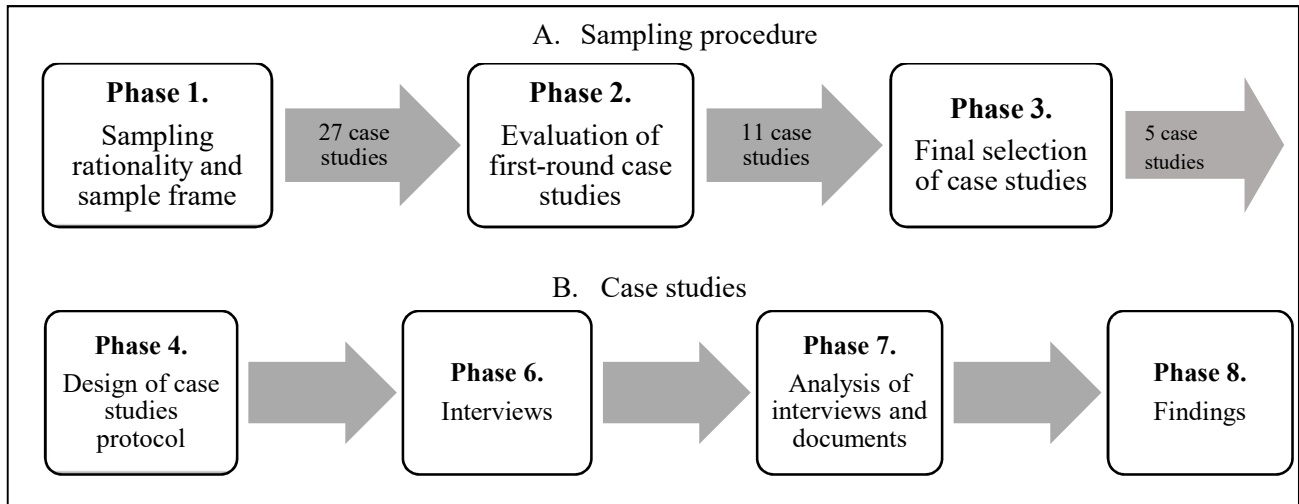 A. Sampling procedure
Phase 1.
Sampling
rationality and
sample frame
27 case
studies
Phase 2.
Evaluation of
first-round case
studies
11 case
studies
Phase 3.
Final selection
of case studies
5 case
studies
B. Case studies
Phase 4.
Design of case
studies
protocol
Phase 6.
Interviews
Phase 7.
Analysis of
interviews and
documents
Phase 8.
Findings